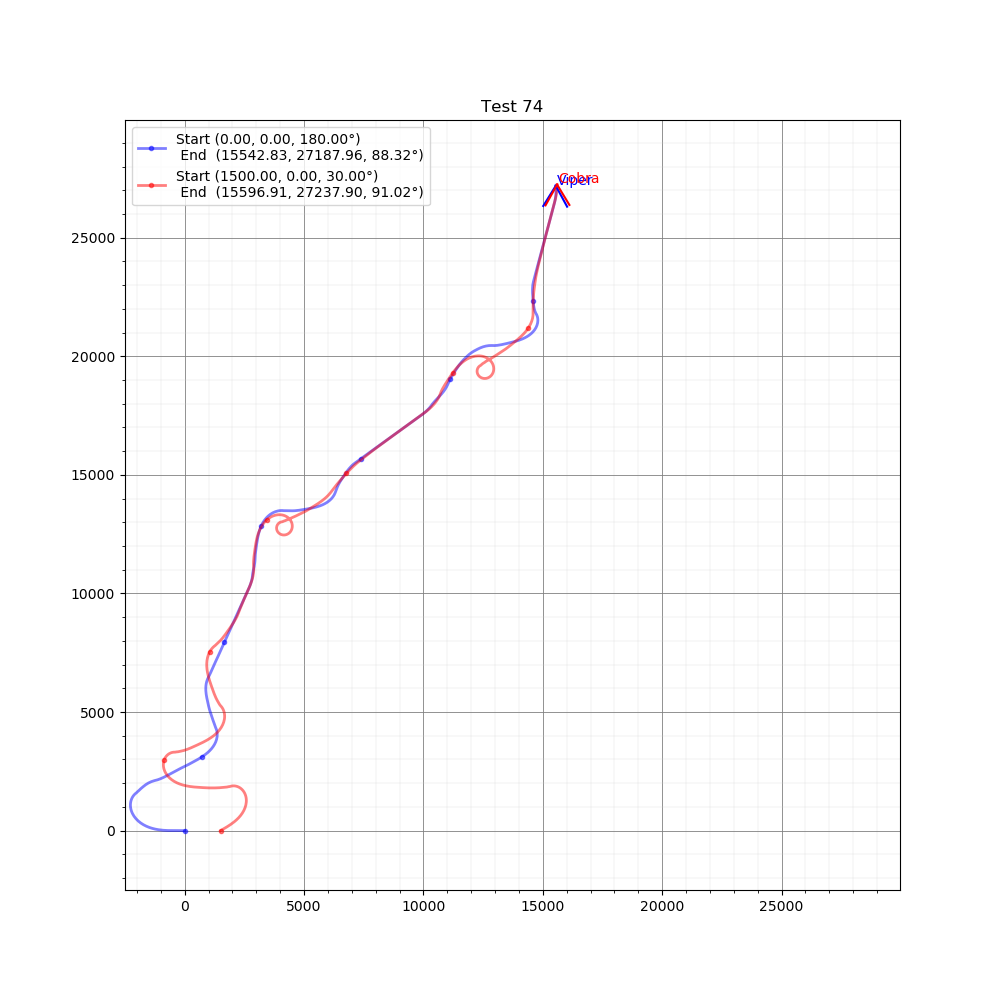 Test 74
Start (0.00, 0.00, 180.00°)
End  (15542.83, 27187.96, 88.32°)
Start (1500.00, 0.00, 30.00°)
End  (15596.91, 27237.90, 91.02°)
Cobra
Viper
25000
20000
15000
10000
5000
0
0 5000 10000 15000 20000 25000